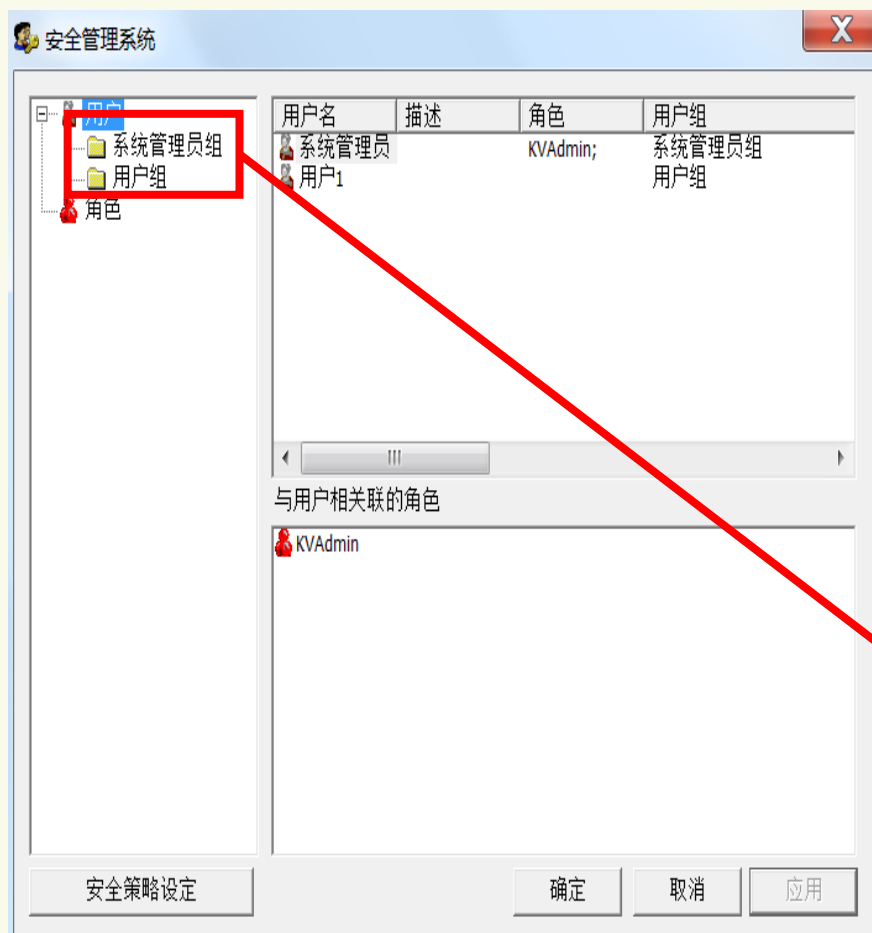 安全管理系统
用户
系统管理员组
用户组
角色
用户名 描述 角色 用户组
系统管理员 KVAdmin; 系统管理员组
用户1 用户组
与用户相关联的角色
KVAdmin
安全策略设定 确定 取消 应用